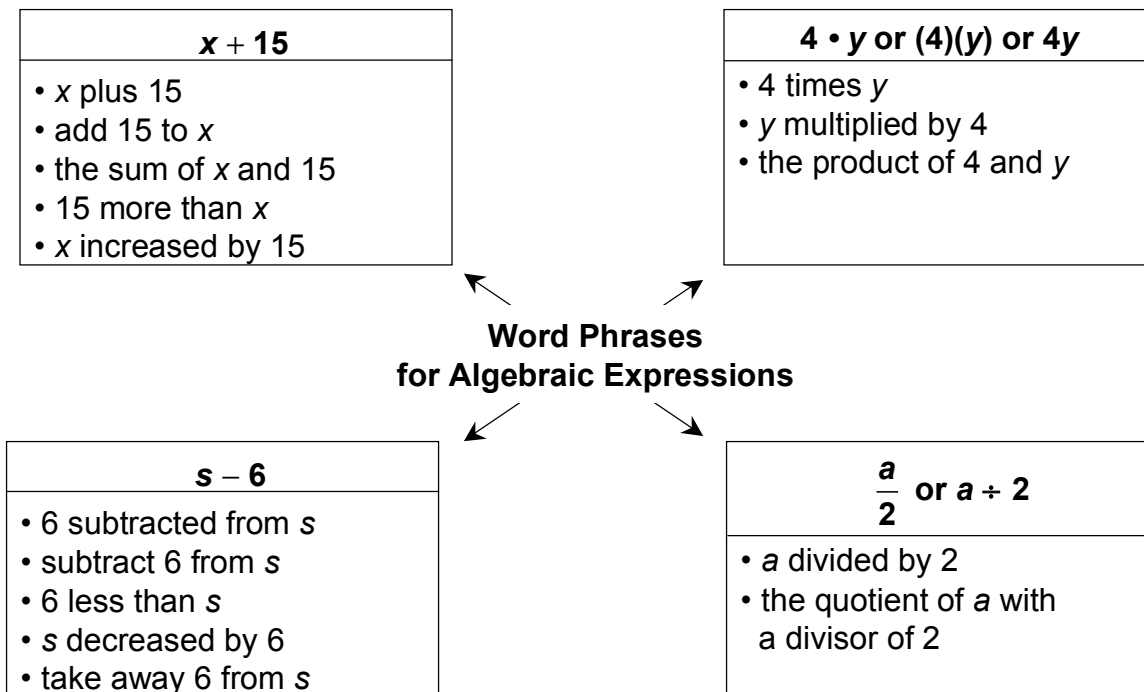 x + 15
• x plus 15
• add 15 to x
• the sum of x and 15
• 15 more than x
• x increased by 15
4 • y or (4)(y) or 4y
• 4 times y
• y multiplied by 4
• the product of 4 and y
Word Phrases
for Algebraic Expressions
s − 6
• 6 subtracted from s
• subtract 6 from s
• 6 less than s
• s decreased by 6
• take away 6 from s
a/2 or a ÷ 2
• a divided by 2
• the quotient of a with
a divisor of 2